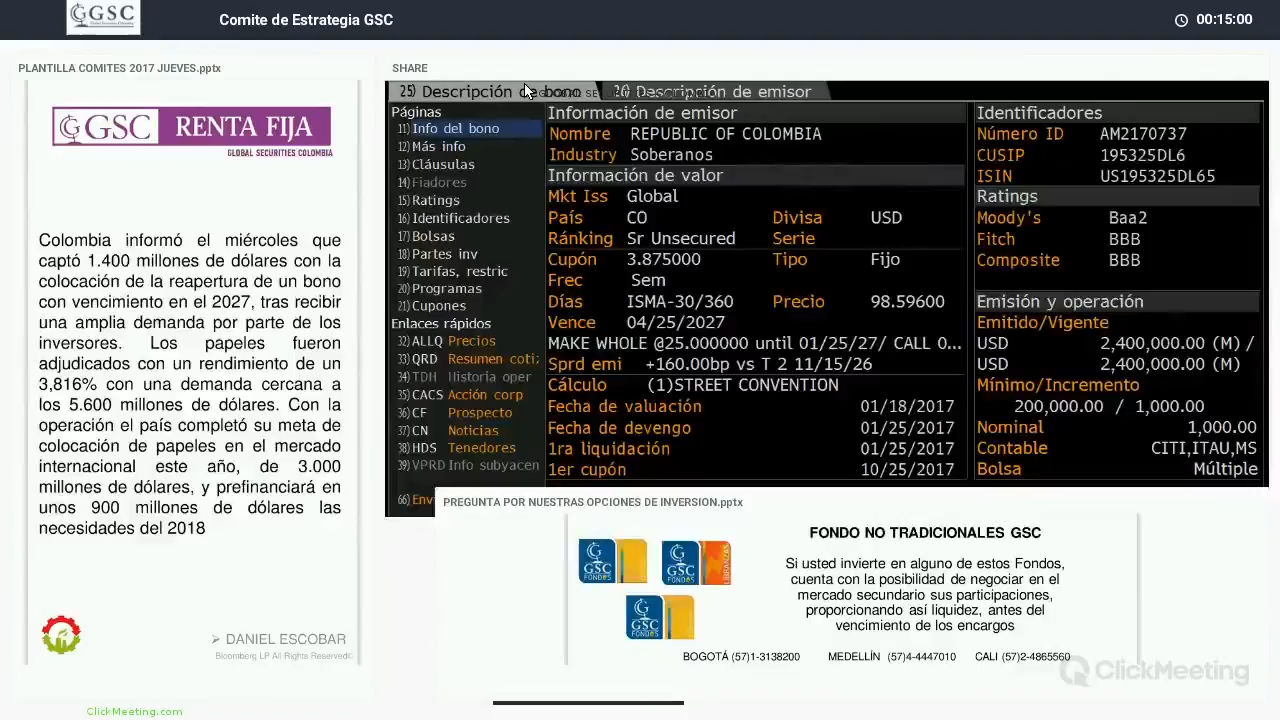 GSC
Comite de Estrategia GSC
00:15:00
PLANTILLA COMITES 2017 JUEVES.pptx
GSC RENTA FIJA
GLOBAL SECURITIES COLOMBIA
Colombia informó el miércoles que
captó 1.400 millones de dólares con la
colocación de la reapertura de un bono
con vencimiento en el 2027, tras recibir
una amplia demanda por parte de los
inversores. Los papeles fueron
adjudicados con un rendimiento de un
3,816% con una demanda cercana a
los 5.600 millones de dólares. Con la
operación el país completó su meta de
colocación de papeles en el mercado
internacional este año, de 3.000
millones de dólares, y prefinanciará en
unos 900 millones de dólares las
necesidades del 2018
➢ DANIEL ESCOBAR
Bloomberg LP All Rights Reserved©
SHARE
25) Descripción de bono
26) Descripción de emisor
Páginas
11) Info del bono
12) Más info
13) Cláusulas
14) Fiadores
15) Ratings
16) Identificadores
17) Bolsas
18) Partes inv
19) Tarifas, restric
20) Programas
21) Cupones
Enlaces rápidos
32) ALLQ Precios
33) QRD Resumen coti
34) TDH Historia oper
35) CACS Acción corp
36) CF Prospecto
37) CN Noticias
38) HDS Tenedores
39) VPRD Info subyacen
66) Env
Información de emisor
Nombre REPUBLIC OF COLOMBIA
Industry Soberanos
Información de valor
Mkt Iss Global
País CO Divisa USD
Ránking Sr Unsecured Serie
Cupón 3.875000 Tipo Fijo
Frec Sem
Días ISMA-30/360 Precio 98.59600
Vence 04/25/2027
MAKE WHOLE @25.000000 until 01/25/27/ CALL O...
Sprd emi +160.00bp vs T 2 11/15/26
Cálculo (1)STREET CONVENTION
Fecha de valuación 01/18/2017
Fecha de devengo 01/25/2017
1ra liquidación 01/25/2017
1er cupón 10/25/2017
Identificadores
Número ID AM2170737
CUSIP 195325DL6
ISIN US195325DL65
Ratings
Moody's Baa2
Fitch BBB
Composite BBB
Emisión y operación
Emitido/Vigente
USD 2,400,000.00 (M) /
USD 2,400,000.00 (M)
Mínimo/Incremento
200,000.00 / 1,000.00
Nominal 1,000.00
Contable CITI,ITAU,MS
Bolsa Múltiple
PREGUNTA POR NUESTRAS OPCIONES DE INVERSION.pptx
GSC FONDOS
GSC FONDOS LIBRANZAS
GSC FONDOS
FONDO NO TRADICIONALES GSC
Si usted invierte en alguno de estos Fondos,
cuenta con la posibilidad de negociar en el
mercado secundario sus participaciones,
proporcionando así liquidez, antes del
vencimiento de los encargos
BOGOTÁ (57)1-3138200 MEDELLÍN (57)4-4447010 CALI (57)2-4865560
ClickMeeting
ClickMeeting.com